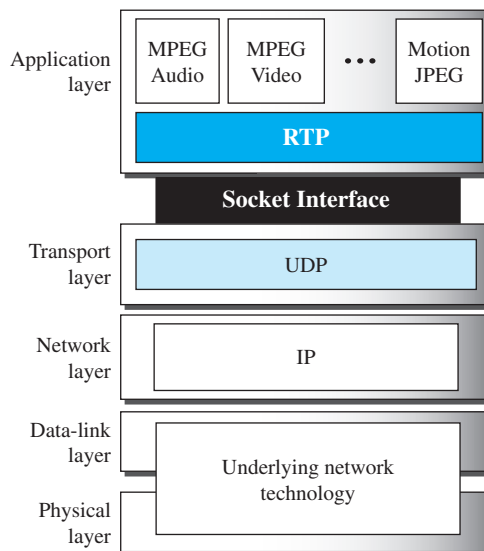 Application
layer
MPEG
Audio
MPEG
Video
•••
Motion
JPEG
RTP
Socket Interface
Transport
layer
UDP
Network
layer
IP
Data-link
layer
Underlying network
technology
Physical
layer